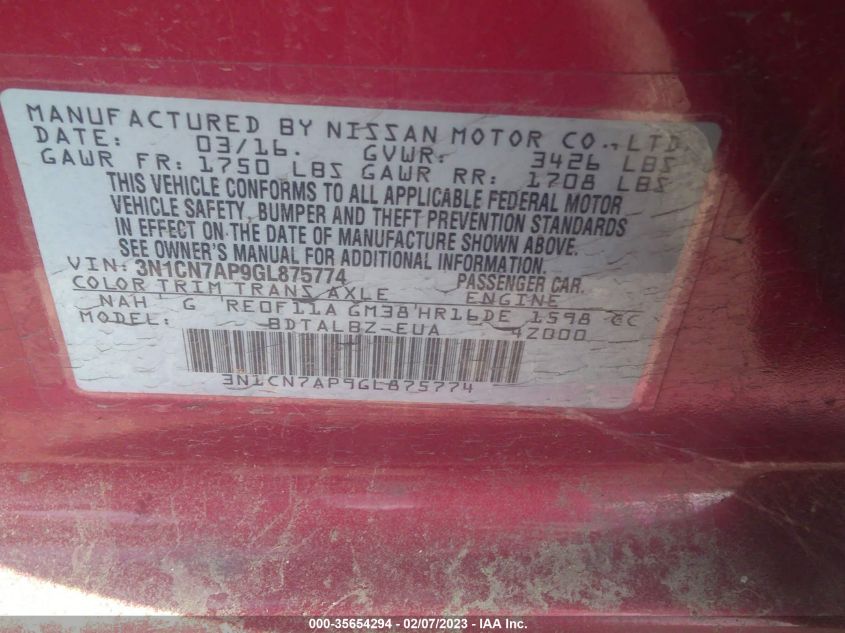 MANUFACTURED BY NISSAN MOTOR CO., LTD.
DATE: 03/16. GVWR: 3426 LBS
GAWR FR: 1750 LBS GAWR RR: 1708 LBS
THIS VEHICLE CONFORMS TO ALL APPLICABLE FEDERAL MOTOR
VEHICLE SAFETY, BUMPER AND THEFT PREVENTION STANDARDS
IN EFFECT ON THE DATE OF MANUFACTURE SHOWN ABOVE.
SEE OWNER'S MANUAL FOR ADDITIONAL INFORMATION.
VIN: 3N1CN7AP9GL875774 PASSENGER CAR.
COLOR TRIM TRANS AXLE ENGINE
NAH' G 'RE0F11A GM38'HR16DE 1598 CC
MODEL: BDTALBZ-EUA 4Z000
3N1CN7AP9GL875774
000-35654294 - 02/07/2023 - IAA Inc.